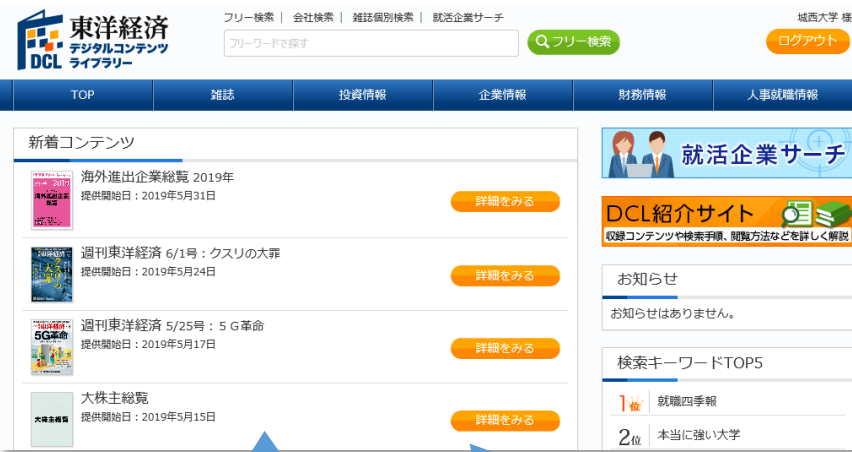 東洋経済
デジタルコンテンツ
DCL ライブラリー
フリー検索│ 会社検索│ 雑誌個別検索│ 就活企業サーチ
フリーワードで探す
フリー検索
城西大学 様
ログアウト
TOP 雑誌 投資情報 企業情報 財務情報 人事就職情報
新着コンテンツ
海外進出企業総覧 2019年
提供開始日：2019年5月31日
詳細をみる
週刊東洋経済 6/1号：クスリの大罪
提供開始日：2019年5月24日
詳細をみる
週刊東洋経済 5/25号：５Ｇ革命
5G革命
提供開始日：2019年5月17日
詳細をみる
大株主総覧
大株主総覧
提供開始日：2019年5月15日
詳細をみる
就活企業サーチ
DCL紹介サイト
収録コンテンツや検索手順、閲覧方法などを詳しく解説
お知らせ
お知らせはありません。
検索キーワードTOP5
1位 就職四季報
2位 本当に強い大学